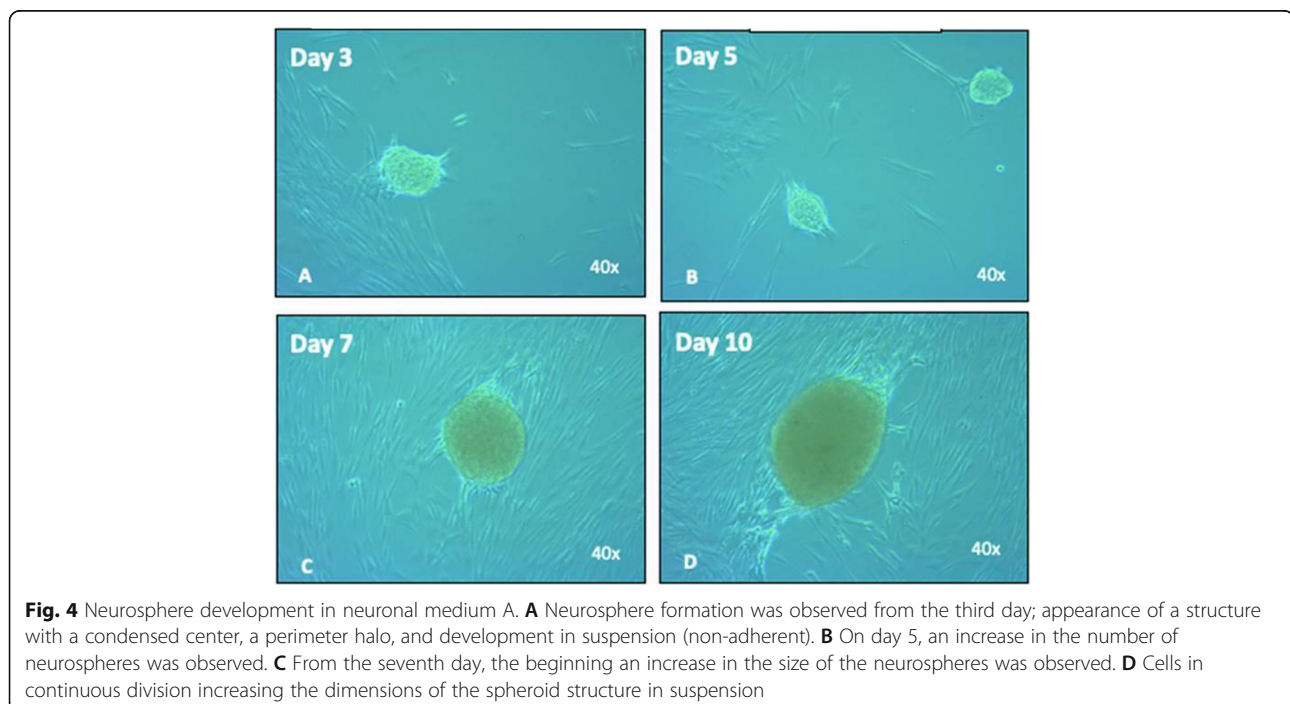 Day 3
A
40x
Day 5
B
40x
Day 7
C
40x
Day 10
D
40x
Fig. 4 Neurosphere development in neuronal medium A. A Neurosphere formation was observed from the third day; appearance of a structure
with a condensed center, a perimeter halo, and development in suspension (non-adherent). B On day 5, an increase in the number of
neurospheres was observed. C From the seventh day, the beginning an increase in the size of the neurospheres was observed. D Cells in
continuous division increasing the dimensions of the spheroid structure in suspension